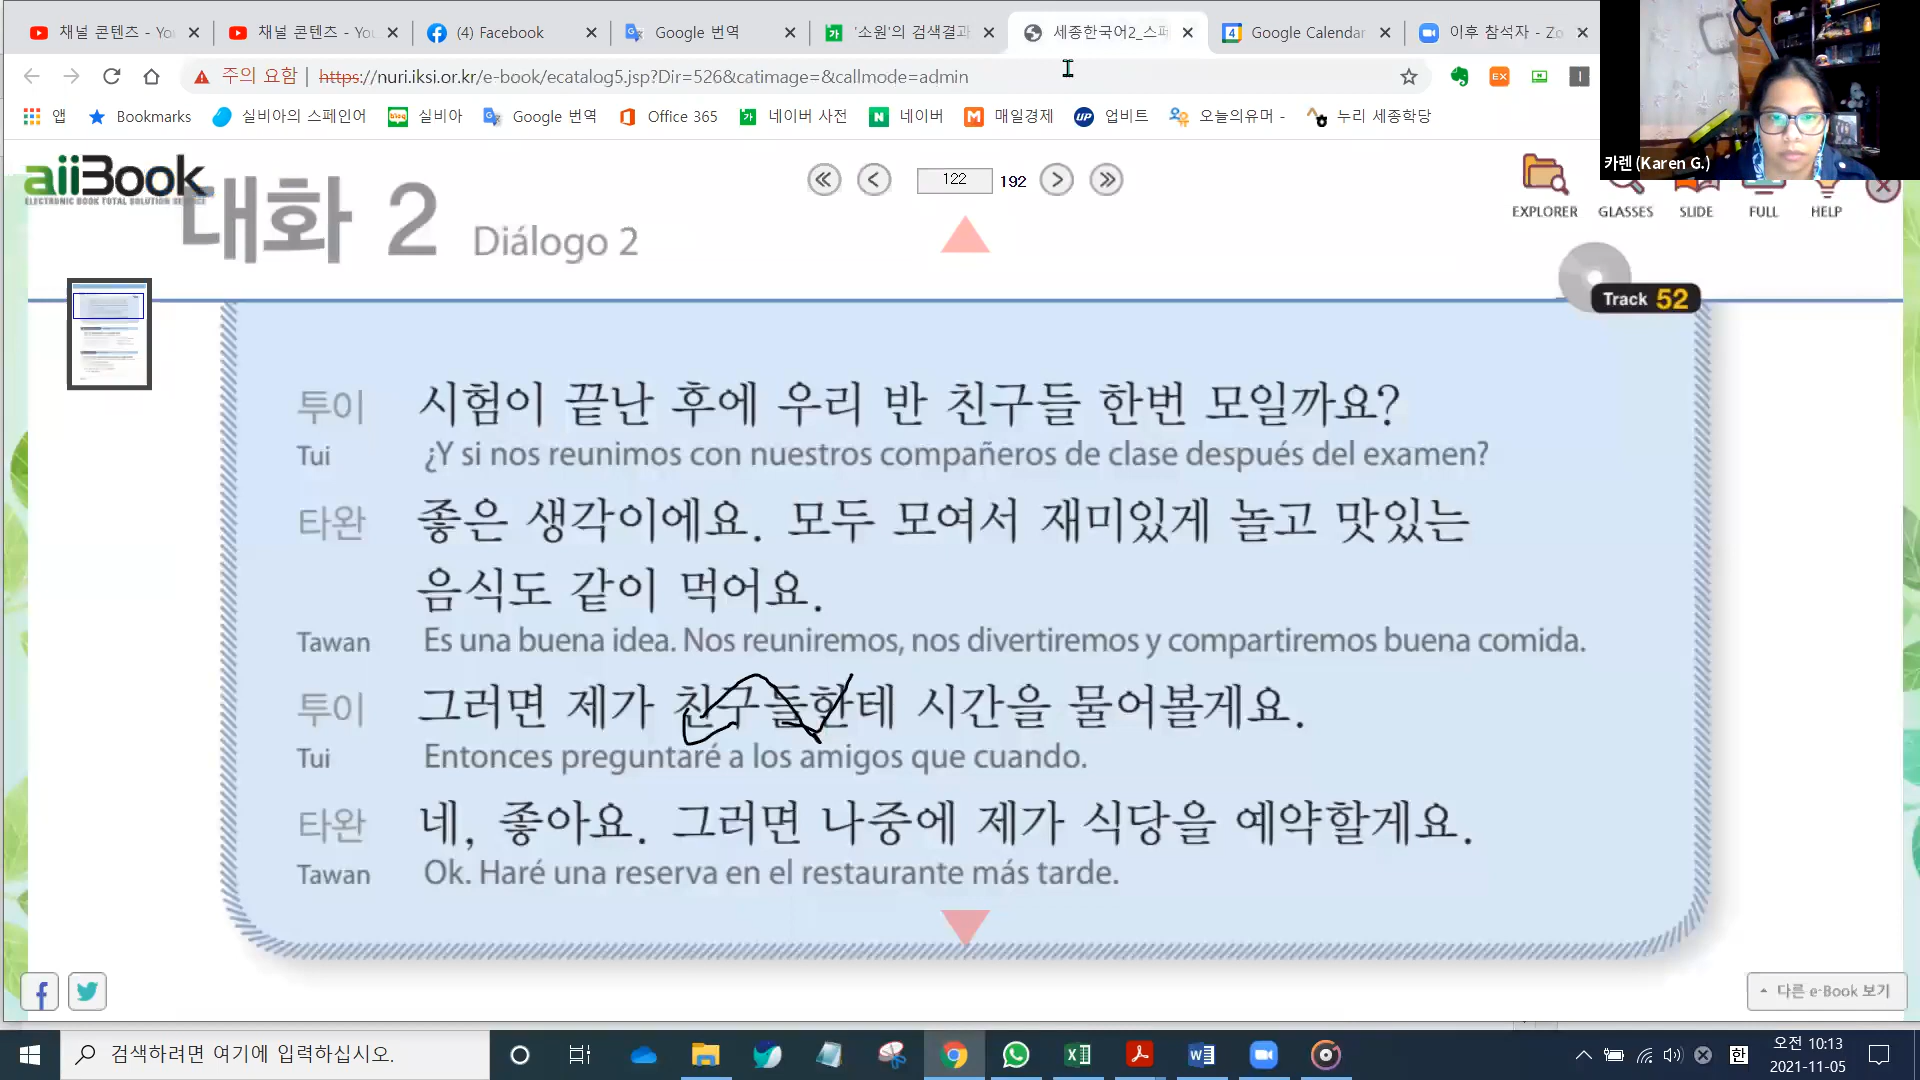 채널 콘텐츠 - You
채널 콘텐츠 - You
(4) Facebook
Google 번역
'소원'의 검색결과
세종한국어2_스페
Google Calendar
이후 참석자 - Zo
주의 요함
https://nuri.iksi.or.kr/e-book/ecatalog5.jsp?Dir=526&catimage=&callmode=admin
앱
Bookmarks
실비아의 스페인어
실비아
Google 번역
Office 365
네이버 사전
네이버
매일경제
업비트
오늘의유머 -
누리 세종학당
카렌 (Karen G.)
aiiBook
ELECTRONIC BOOK TOTAL SOLUTION SERVICE
122
192
EXPLORER
GLASSES
SLIDE
FULL
HELP
대화 2 Diálogo 2
Track 52
투이 시험이 끝난 후에 우리 반 친구들 한번 모일까요?
Tui ¿Y si nos reunimos con nuestros compañeros de clase después del examen?
타완 좋은 생각이에요. 모두 모여서 재미있게 놀고 맛있는
음식도 같이 먹어요.
Tawan Es una buena idea. Nos reuniremos, nos divertiremos y compartiremos buena comida.
투이 그러면 제가 친구들한테 시간을 물어볼게요.
Tui Entonces preguntaré a los amigos que cuando.
타완 네, 좋아요. 그러면 나중에 제가 식당을 예약할게요.
Tawan Ok. Haré una reserva en el restaurante más tarde.
다른 e-Book 보기
검색하려면 여기에 입력하십시오.
한
오전 10:13
2021-11-05